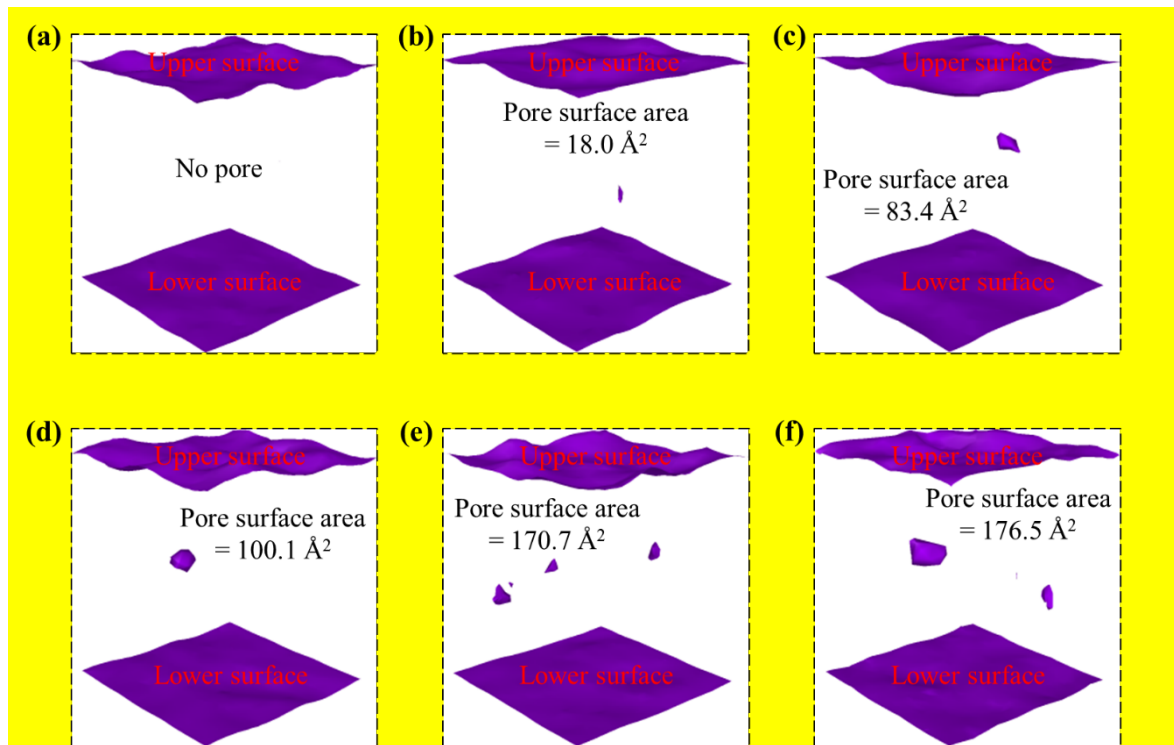 (a)
Upper surface
No pore
Lower surface
(b)
Upper surface
Pore surface area
= 18.0 Å²
Lower surface
(c)
Upper surface
Pore surface area
= 83.4 Å²
Lower surface
(d)
Upper surface
Pore surface area
= 100.1 Å²
Lower surface
(e)
Upper surface
Pore surface area
= 170.7 Å²
Lower surface
(f)
Upper surface
Pore surface area
= 176.5 Å²
Lower surface